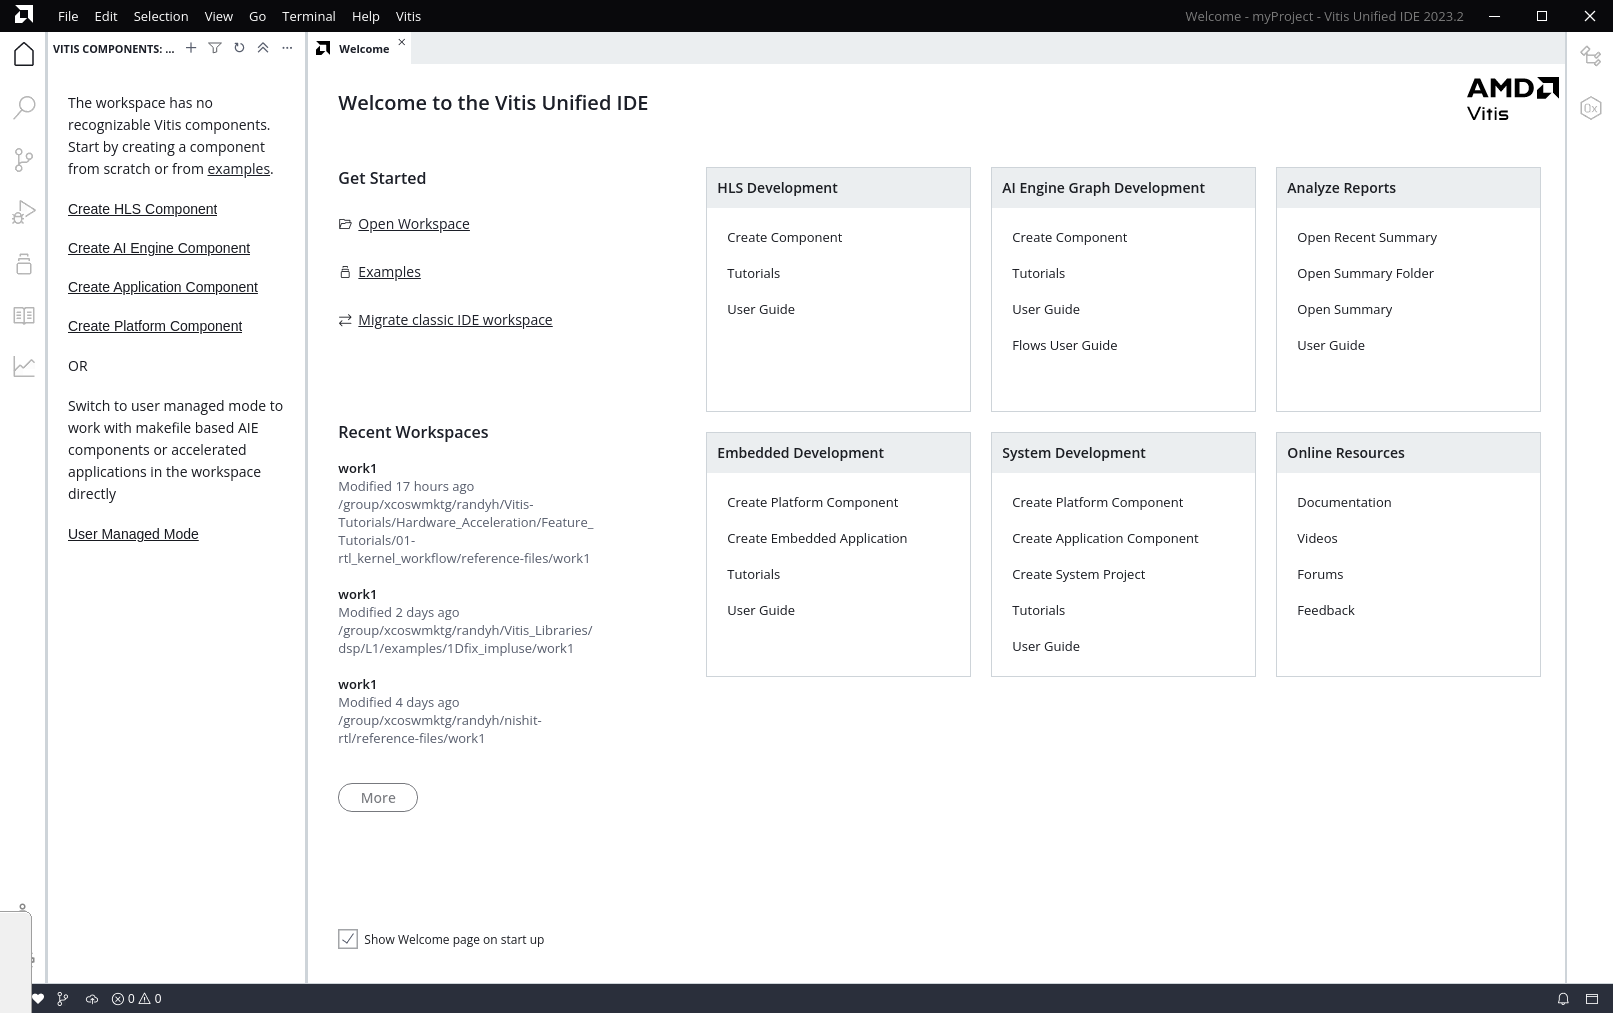 File Edit Selection View Go Terminal Help Vitis
Welcome - myProject - Vitis Unified IDE 2023.2
VITIS COMPONENTS: ...
Welcome
The workspace has no
recognizable Vitis components.
Start by creating a component
from scratch or from examples.
Create HLS Component
Create AI Engine Component
Create Application Component
Create Platform Component
OR
Switch to user managed mode to
work with makefile based AIE
components or accelerated
applications in the workspace
directly
User Managed Mode
Welcome to the Vitis Unified IDE
AMD
Vitis
Get Started
Open Workspace
Examples
Migrate classic IDE workspace
Recent Workspaces
work1
Modified 17 hours ago
/group/xcoswmktg/randyh/Vitis-
Tutorials/Hardware_Acceleration/Feature_
Tutorials/01-
rtl_kernel_workflow/reference-files/work1
work1
Modified 2 days ago
/group/xcoswmktg/randyh/Vitis_Libraries/
dsp/L1/examples/1Dfix_impluse/work1
work1
Modified 4 days ago
/group/xcoswmktg/randyh/nishit-
rtl/reference-files/work1
More
Show Welcome page on start up
HLS Development
Create Component
Tutorials
User Guide
AI Engine Graph Development
Create Component
Tutorials
User Guide
Flows User Guide
Analyze Reports
Open Recent Summary
Open Summary Folder
Open Summary
User Guide
Embedded Development
Create Platform Component
Create Embedded Application
Tutorials
User Guide
System Development
Create Platform Component
Create Application Component
Create System Project
Tutorials
User Guide
Online Resources
Documentation
Videos
Forums
Feedback
0x
0 0